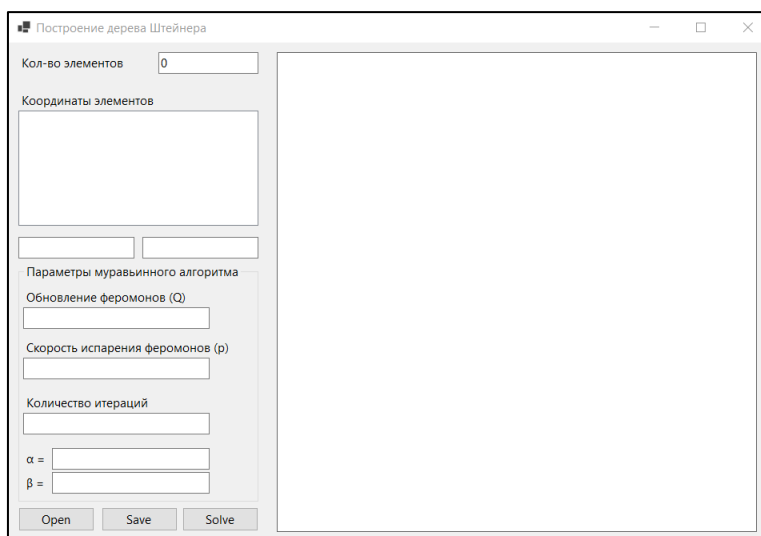 Построение дерева Штейнера
Кол-во элементов 0
Координаты элементов
Параметры муравьинного алгоритма
Обновление феромонов (Q)
Скорость испарения феромонов (p)
Количество итераций
α =
β =
Open Save Solve